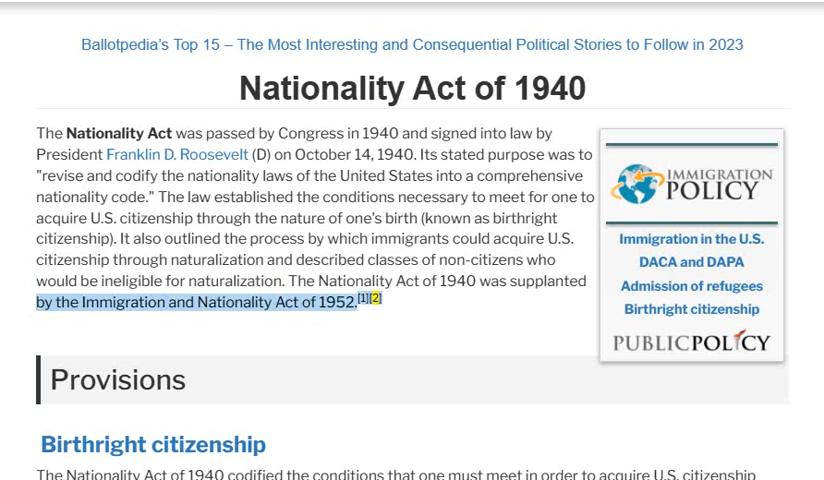 Ballotpedia's Top 15 – The Most Interesting and Consequential Political Stories to Follow in 2023
Nationality Act of 1940
The Nationality Act was passed by Congress in 1940 and signed into law by
President Franklin D. Roosevelt (D) on October 14, 1940. Its stated purpose was to
"revise and codify the nationality laws of the United States into a comprehensive
nationality code." The law established the conditions necessary to meet for one to
acquire U.S. citizenship through the nature of one's birth (known as birthright
citizenship). It also outlined the process by which immigrants could acquire U.S.
citizenship through naturalization and described classes of non-citizens who
would be ineligible for naturalization. The Nationality Act of 1940 was supplanted
by the Immigration and Nationality Act of 1952.[1][2]
IMMIGRATION
POLICY
Immigration in the U.S.
DACA and DAPA
Admission of refugees
Birthright citizenship
PUBLICPOLICY
Provisions
Birthright citizenship
The Nationality Act of 1940 codified the conditions that one must meet in order to acquire U.S. citizenship